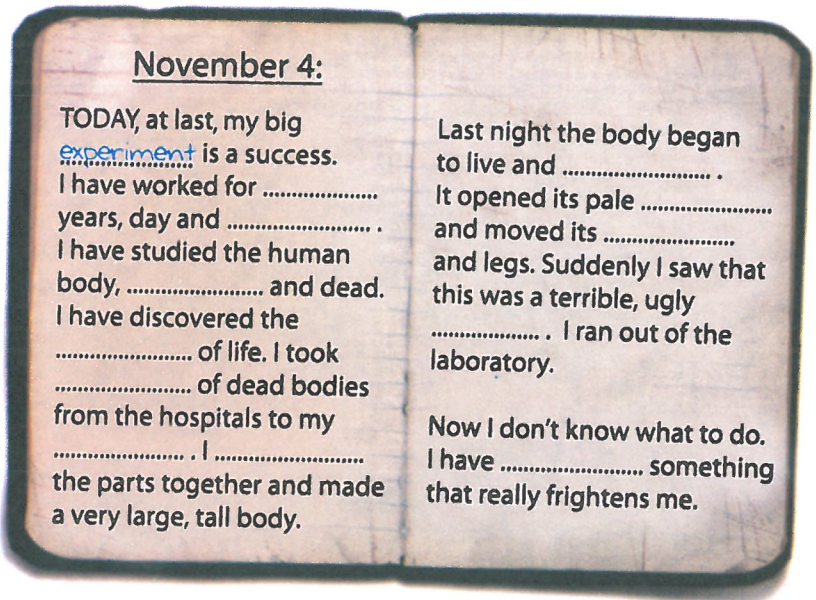 November 4:
TODAY, at last, my big
experiment is a success.
I have worked for ....................
years, day and ......................... .
I have studied the human
body, ........................ and dead.
I have discovered the
........................ of life. I took
........................ of dead bodies
from the hospitals to my
........................ . I ..........................
the parts together and made
a very large, tall body.
Last night the body began
to live and .......................... .
It opened its pale ........................
and moved its ........................
and legs. Suddenly I saw that
this was a terrible, ugly
................... . I ran out of the
laboratory.
Now I don't know what to do.
I have .......................... something
that really frightens me.